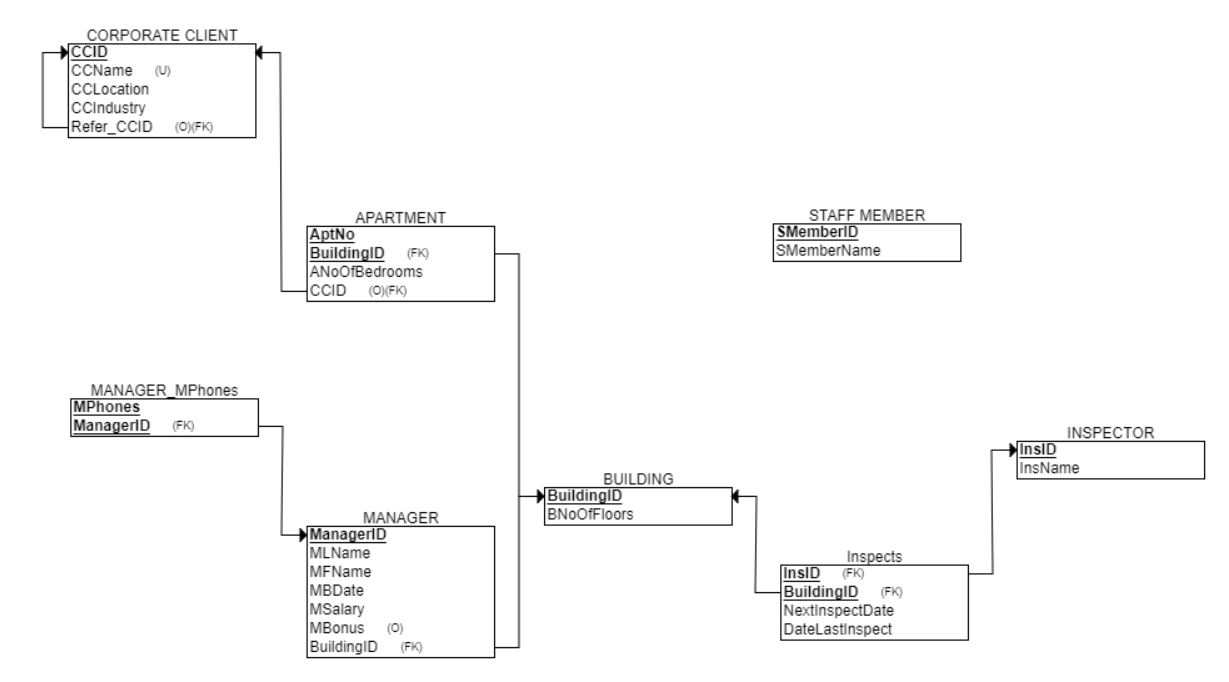 CORPORATE CLIENT
CCID
CCName (U)
CCLocation
CCIndustry
Refer_CCID (O)(FK)
APARTMENT
AptNo
BuildingID (FK)
ANoOfBedrooms
CCID (O)(FK)
STAFF MEMBER
SMemberID
SMemberName
MANAGER_MPhones
MPhones
ManagerID (FK)
MANAGER
ManagerID
MLName
MFName
MBDate
MSalary
MBonus (O)
BuildingID (FK)
BUILDING
BuildingID
BNoOfFloors
INSPECTOR
InsID
InsName
Inspects
InsID (FK)
BuildingID (FK)
NextInspectDate
DateLastInspect